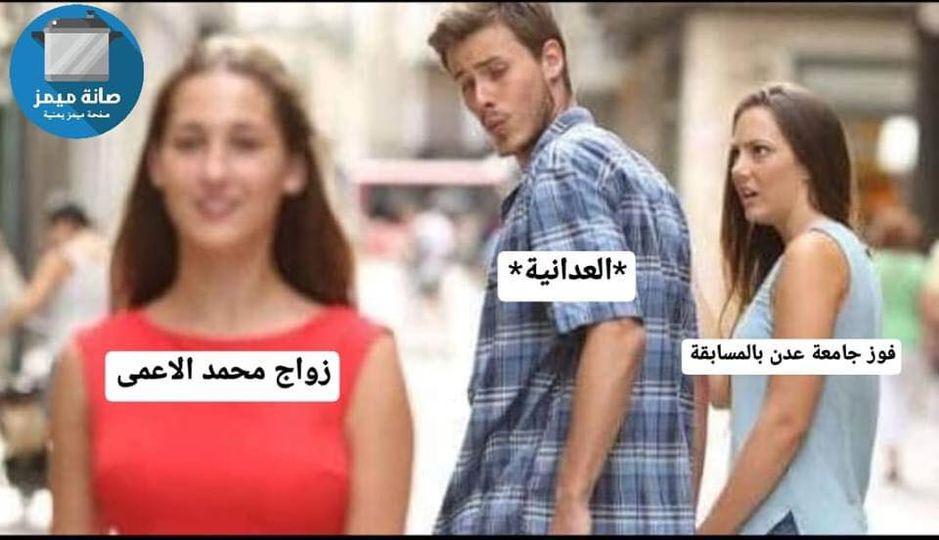 صانة ميمز
صفحة ميمز يمنية
*العدانية*
فوز جامعة عدن بالمسابقة
زواج محمد الاعمى